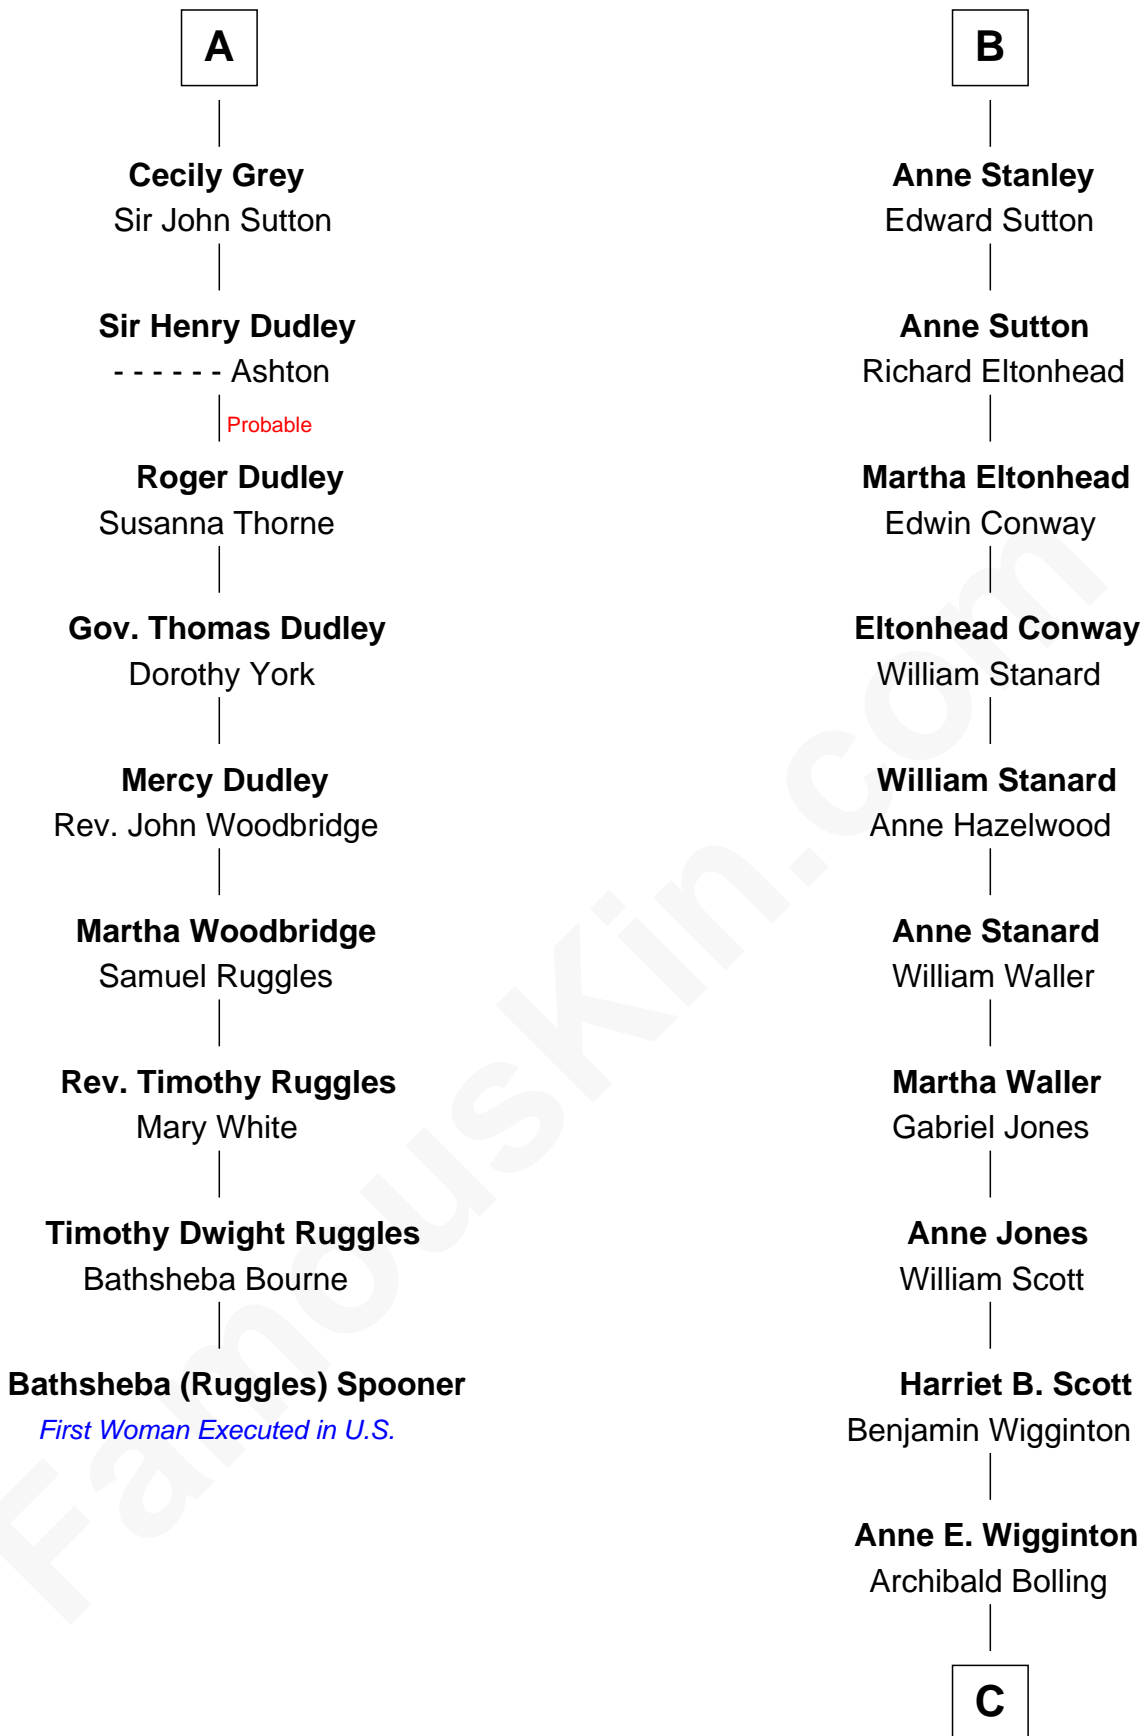 A
Cecily Grey
Sir John Sutton
Sir Henry Dudley
- - - - - - Ashton
Probable
Roger Dudley
Susanna Thorne
Gov. Thomas Dudley
Dorothy York
Mercy Dudley
Rev. John Woodbridge
Martha Woodbridge
Samuel Ruggles
Rev. Timothy Ruggles
Mary White
Timothy Dwight Ruggles
Bathsheba Bourne
Bathsheba (Ruggles) Spooner
First Woman Executed in U.S.
B
Anne Stanley
Edward Sutton
Anne Sutton
Richard Eltonhead
Martha Eltonhead
Edwin Conway
Eltonhead Conway
William Stanard
William Stanard
Anne Hazelwood
Anne Stanard
William Waller
Martha Waller
Gabriel Jones
Anne Jones
William Scott
Harriet B. Scott
Benjamin Wigginton
Anne E. Wigginton
Archibald Bolling
C
FamousKin.com